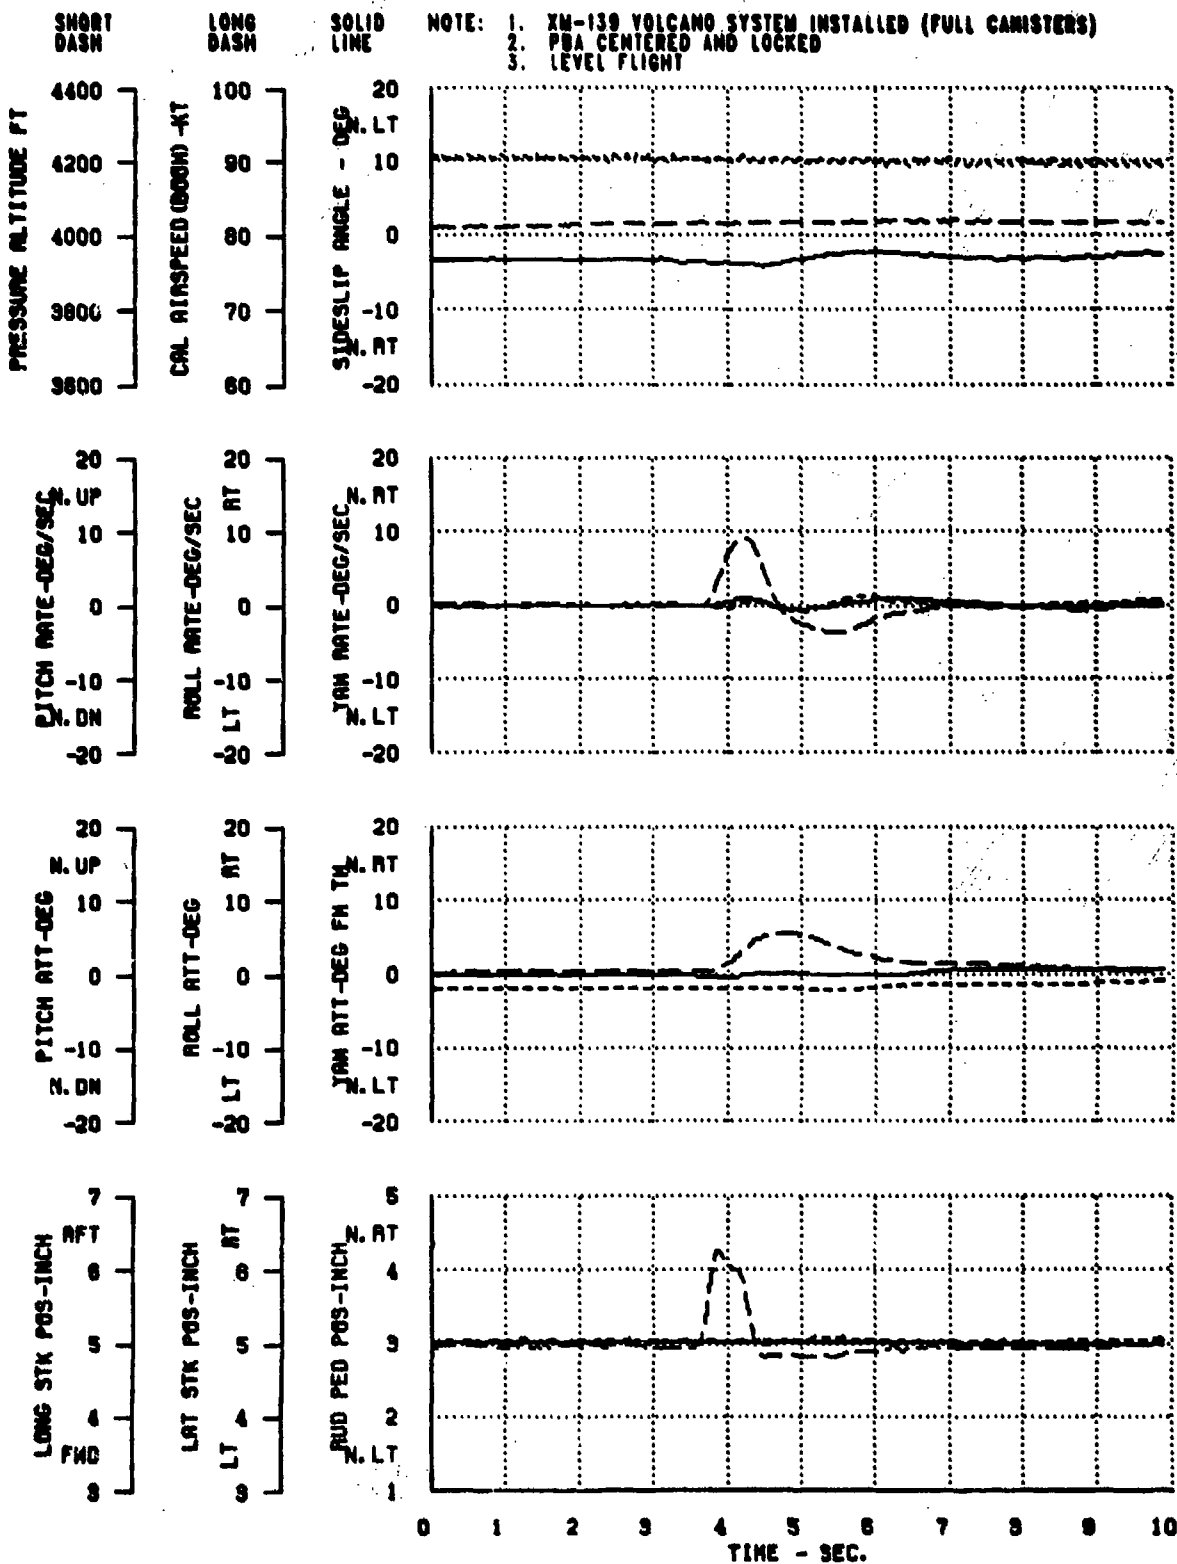 SHORT DASH
LONG DASH
SOLID LINE
NOTE: 1. XM-139 VOLCANO SYSTEM INSTALLED (FULL CANISTERS)
2. PBA CENTERED AND LOCKED
3. LEVEL FLIGHT
PRESSURE ALTITUDE FT
4400
4200
4000
3800
3600
CAL AIRSPEED (BOOM) -KT
100
90
80
70
60
SIDESLIP ANGLE - DEG
20
N.LT
10
0
-10
N.RT
-20
PITCH RATE-DEG/SEC
20
N.UP
10
0
-10
N.DN
-20
ROLL RATE-DEG/SEC
20
RT
10
0
-10
LT
-20
YAW RATE-DEG/SEC
20
N.RT
10
0
-10
N.LT
-20
PITCH ATT-DEG
20
N.UP
10
0
-10
N.DN
-20
ROLL ATT-DEG
20
RT
10
0
-10
LT
-20
YAW ATT-DEG FM TM
20
N.RT
10
0
-10
N.LT
-20
LONG STK POS-INCH
7
AFT
6
5
4
FWD
3
LAT STK POS-INCH
7
RT
6
5
4
LT
3
RUD PED POS-INCH
5
N.RT
4
3
2
N.LT
1
0 1 2 3 4 5 6 7 8 9 10
TIME - SEC.